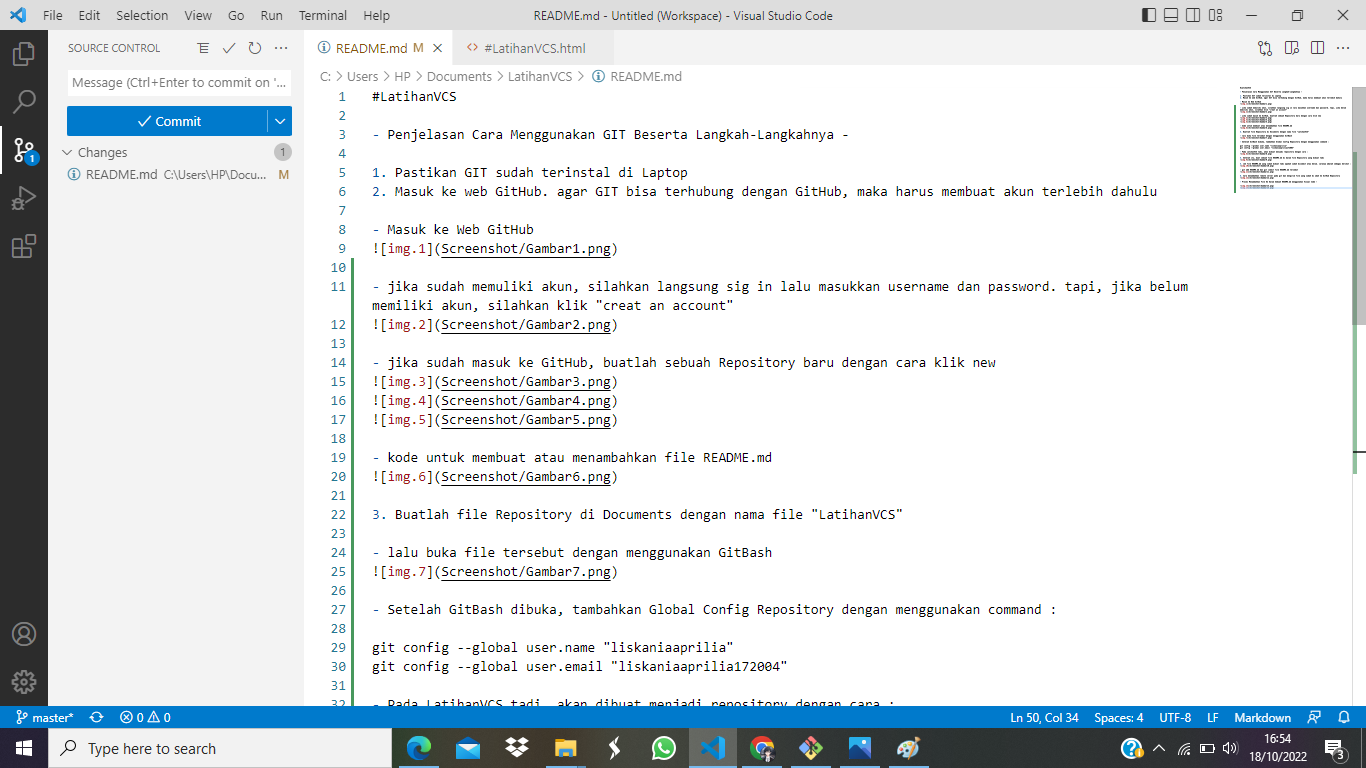 File Edit Selection View Go Run Terminal Help README.md - Untitled (Workspace) - Visual Studio Code
SOURCE CONTROL
README.md M
#LatihanVCS.html
Message (Ctrl+Enter to commit on '...
C: > Users > HP > Documents > LatihanVCS > README.md
Commit
Changes 1
README.md C:\Users\HP\Docu... M
1
1 #LatihanVCS
2
3 - Penjelasan Cara Menggunakan GIT Beserta Langkah-Langkahnya -
4
5 1. Pastikan GIT sudah terinstal di Laptop
6 2. Masuk ke web GitHub. agar GIT bisa terhubung dengan GitHub, maka harus membuat akun terlebih dahulu
7
8 - Masuk ke Web GitHub
9 ![img.1](Screenshot/Gambar1.png)
10
11 - jika sudah memuliki akun, silahkan langsung sig in lalu masukkan username dan password. tapi, jika belum
memiliki akun, silahkan klik "creat an account"
12 ![img.2](Screenshot/Gambar2.png)
13
14 - jika sudah masuk ke GitHub, buatlah sebuah Repository baru dengan cara klik new
15 ![img.3](Screenshot/Gambar3.png)
16 ![img.4](Screenshot/Gambar4.png)
17 ![img.5](Screenshot/Gambar5.png)
18
19 - kode untuk membuat atau menambahkan file README.md
20 ![img.6](Screenshot/Gambar6.png)
21
22 3. Buatlah file Repository di Documents dengan nama file "LatihanVCS"
23
24 - lalu buka file tersebut dengan menggunakan GitBash
25 ![img.7](Screenshot/Gambar7.png)
26
27 - Setelah GitBash dibuka, tambahkan Global Config Repository dengan menggunakan command :
28
29 git config --global user.name "liskaniaaprilia"
30 git config --global user.email "liskaniaaprilia172004"
31
32 - Pada LatihanVCS tadi, akan dibuat menjadi repository dengan cara :
master* 0 0 Ln 50, Col 34 Spaces: 4 UTF-8 LF Markdown
Type here to search
16:54
18/10/2022
3